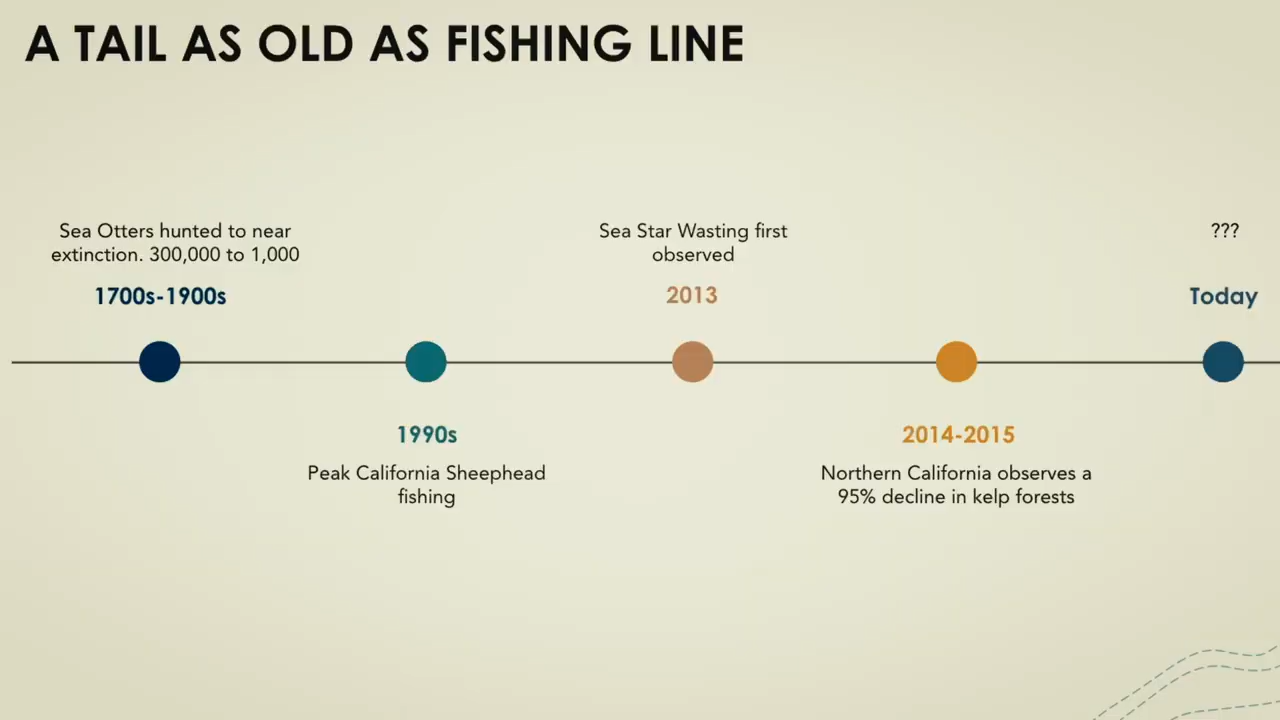 A TAIL AS OLD AS FISHING LINE
Sea Otters hunted to near
extinction. 300,000 to 1,000
1700s-1900s
1990s
Peak California Sheephead
fishing
Sea Star Wasting first
observed
2013
2014-2015
Northern California observes a
95% decline in kelp forests
???
Today